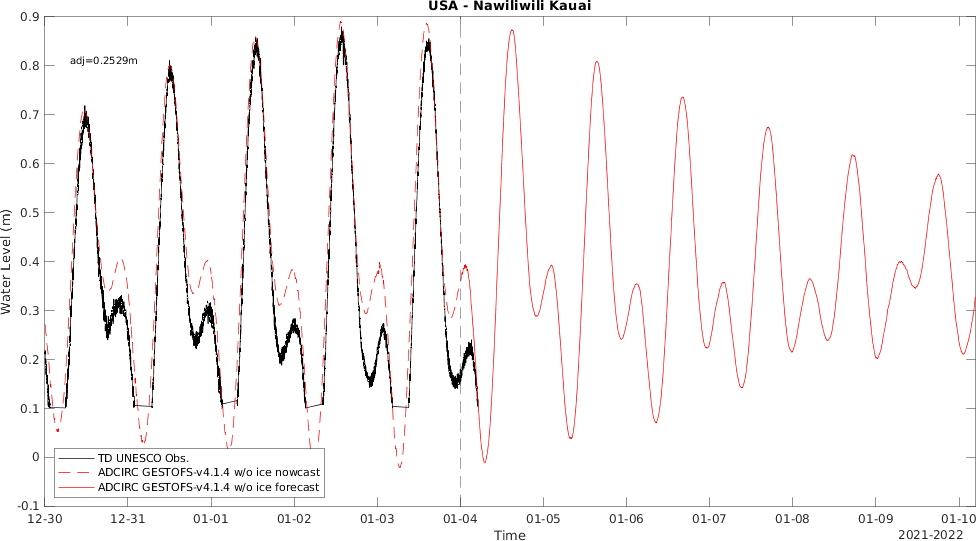 USA - Nawiliwili Kauai
adj=0.2529m
0.9
0.8
0.7
0.6
0.5
0.4
0.3
0.2
0.1
0
-0.1
Water Level (m)
TD UNESCO Obs.
ADCIRC GESTOFS-v4.1.4 w/o ice nowcast
ADCIRC GESTOFS-v4.1.4 w/o ice forecast
12-30 12-31 01-01 01-02 01-03 01-04 01-05 01-06 01-07 01-08 01-09 01-10
Time
2021-2022